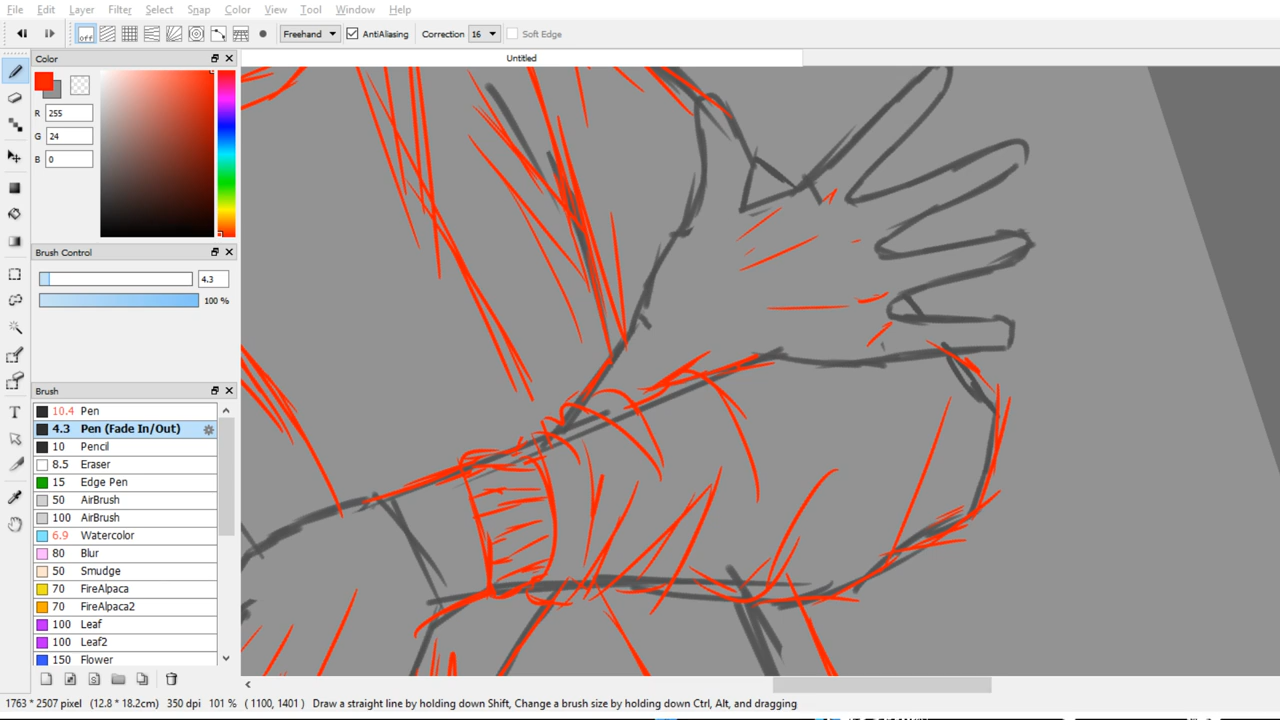 File Edit Layer Filter Select Snap Color View Tool Window Help
off Freehand AntiAliasing Correction 16 Soft Edge
Color
Untitled
R 255
G 24
B 0
Brush Control
4.3
100 %
Brush
10.4 Pen
4.3 Pen (Fade In/Out)
10 Pencil
8.5 Eraser
15 Edge Pen
50 AirBrush
100 AirBrush
6.9 Watercolor
80 Blur
50 Smudge
70 FireAlpaca
70 FireAlpaca2
100 Leaf
100 Leaf2
150 Flower
1763 * 2507 pixel (12.8 * 18.2cm) 350 dpi 101 % ( 1100, 1401 ) Draw a straight line by holding down Shift, Change a brush size by holding down Ctrl, Alt, and dragging